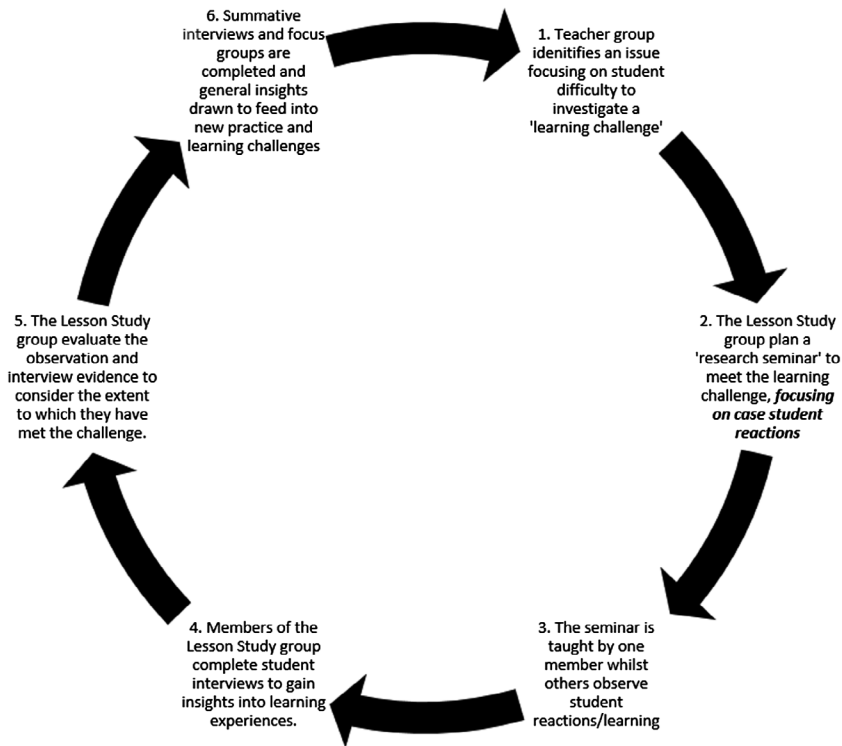 1. Teacher group
idenitifies an issue
focusing on student
difficulty to
investigate a
'learning challenge'
2. The Lesson Study
group plan a
'research seminar' to
meet the learning
challenge, focusing
on case student
reactions
3. The seminar is
taught by one
member whilst
others observe
student
reactions/learning
4. Members of the
Lesson Study group
complete student
interviews to gain
insights into learning
experiences.
5. The Lesson Study
group evaluate the
observation and
interview evidence to
consider the extent
to which they have
met the challenge.
6. Summative
interviews and focus
groups are
completed and
general insights
drawn to feed into
new practice and
learning challenges